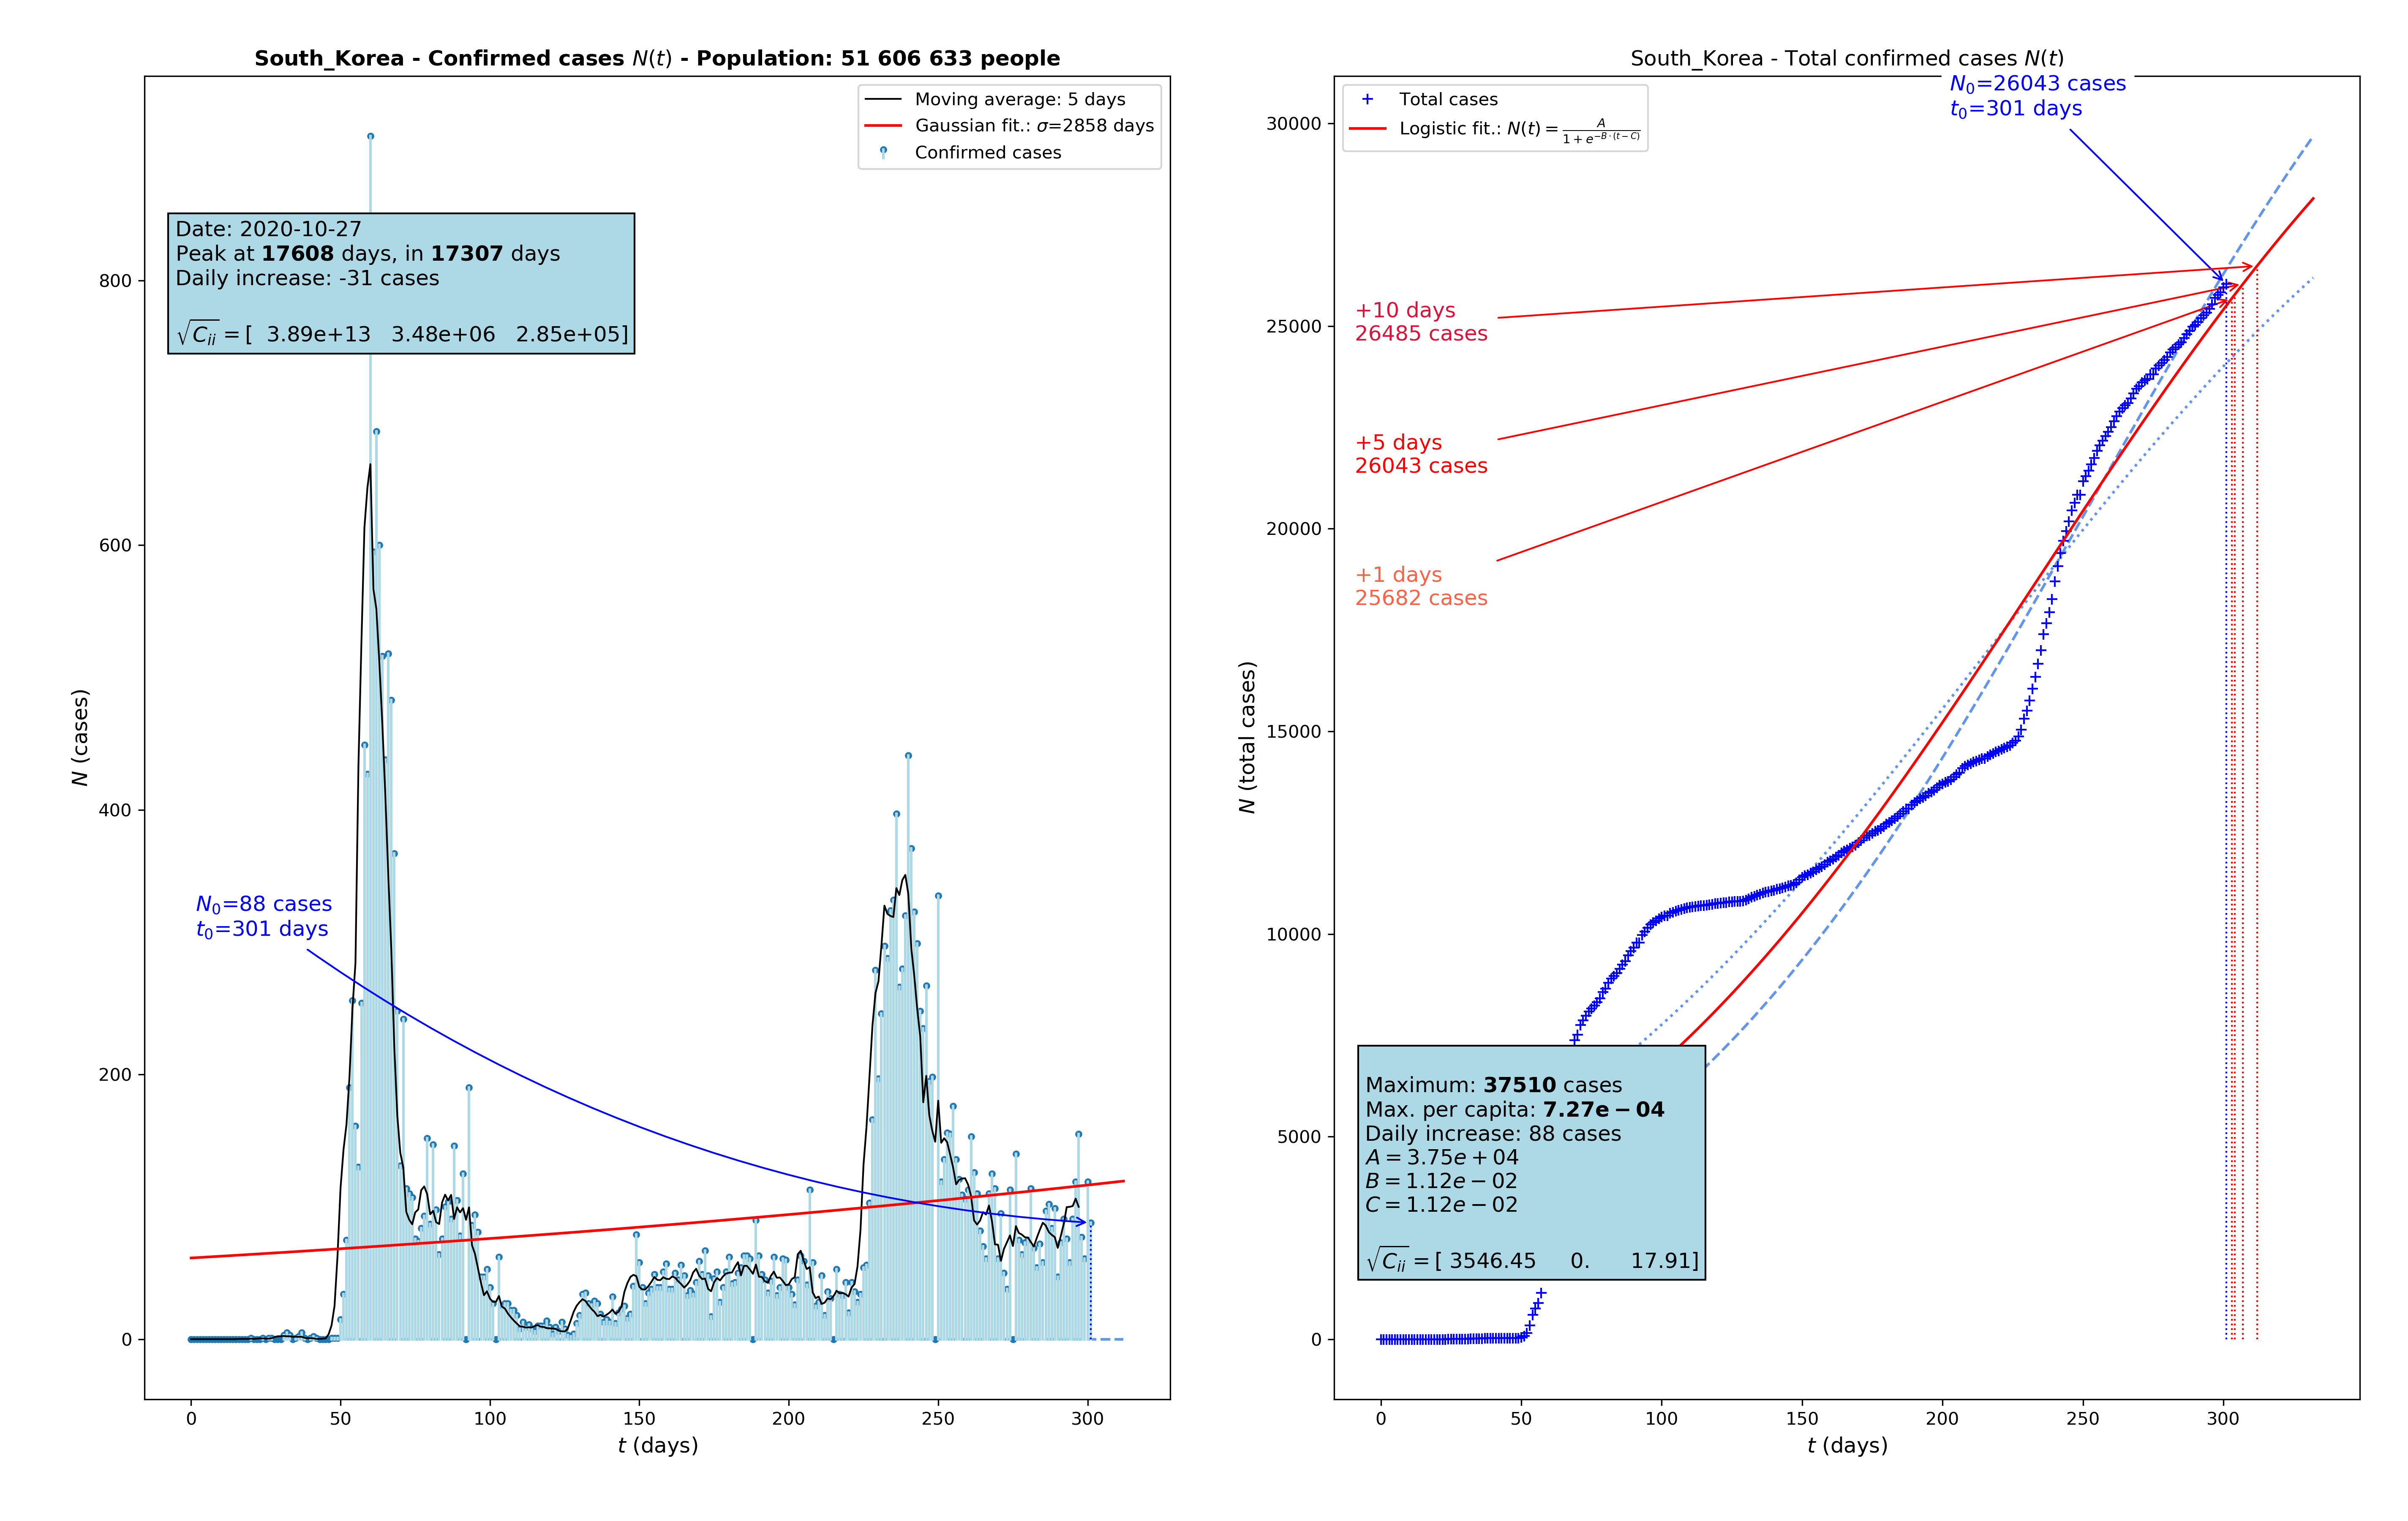 South_Korea - Confirmed cases N(t) - Population: 51 606 633 people
Moving average: 5 days
Gaussian fit.: σ=2858 days
Confirmed cases
Date: 2020-10-27
Peak at 17608 days, in 17307 days
Daily increase: -31 cases
√C_ii = [ 3.89e+13 3.48e+06 2.85e+05]
N_0=88 cases
t_0=301 days
N (cases)
800
600
400
200
0
0 50 100 150 200 250 300
t (days)
South_Korea - Total confirmed cases N(t)
Total cases
Logistic fit.: N(t) = A / (1 + e^{-B·(t-C)})
N_0=26043 cases
t_0=301 days
+10 days
26485 cases
+5 days
26043 cases
+1 days
25682 cases
Maximum: 37510 cases
Max. per capita: 7.27e − 04
Daily increase: 88 cases
A = 3.75e + 04
B = 1.12e − 02
C = 1.12e − 02
√C_ii = [ 3546.45 0. 17.91]
N (total cases)
30000
25000
20000
15000
10000
5000
0
0 50 100 150 200 250 300
t (days)